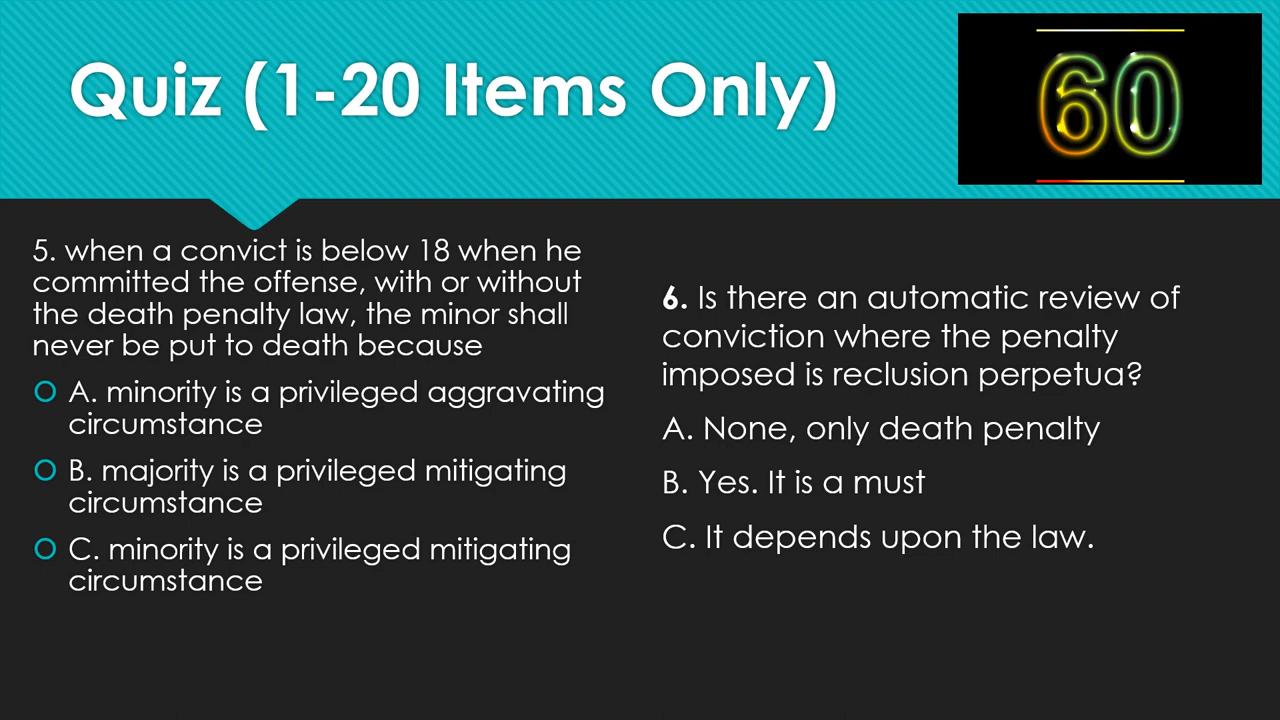 Quiz (1-20 Items Only)
60
5. when a convict is below 18 when he
committed the offense, with or without
the death penalty law, the minor shall
never be put to death because
A. minority is a privileged aggravating
circumstance
B. majority is a privileged mitigating
circumstance
C. minority is a privileged mitigating
circumstance
6. Is there an automatic review of
conviction where the penalty
imposed is reclusion perpetua?
A. None, only death penalty
B. Yes. It is a must
C. It depends upon the law.